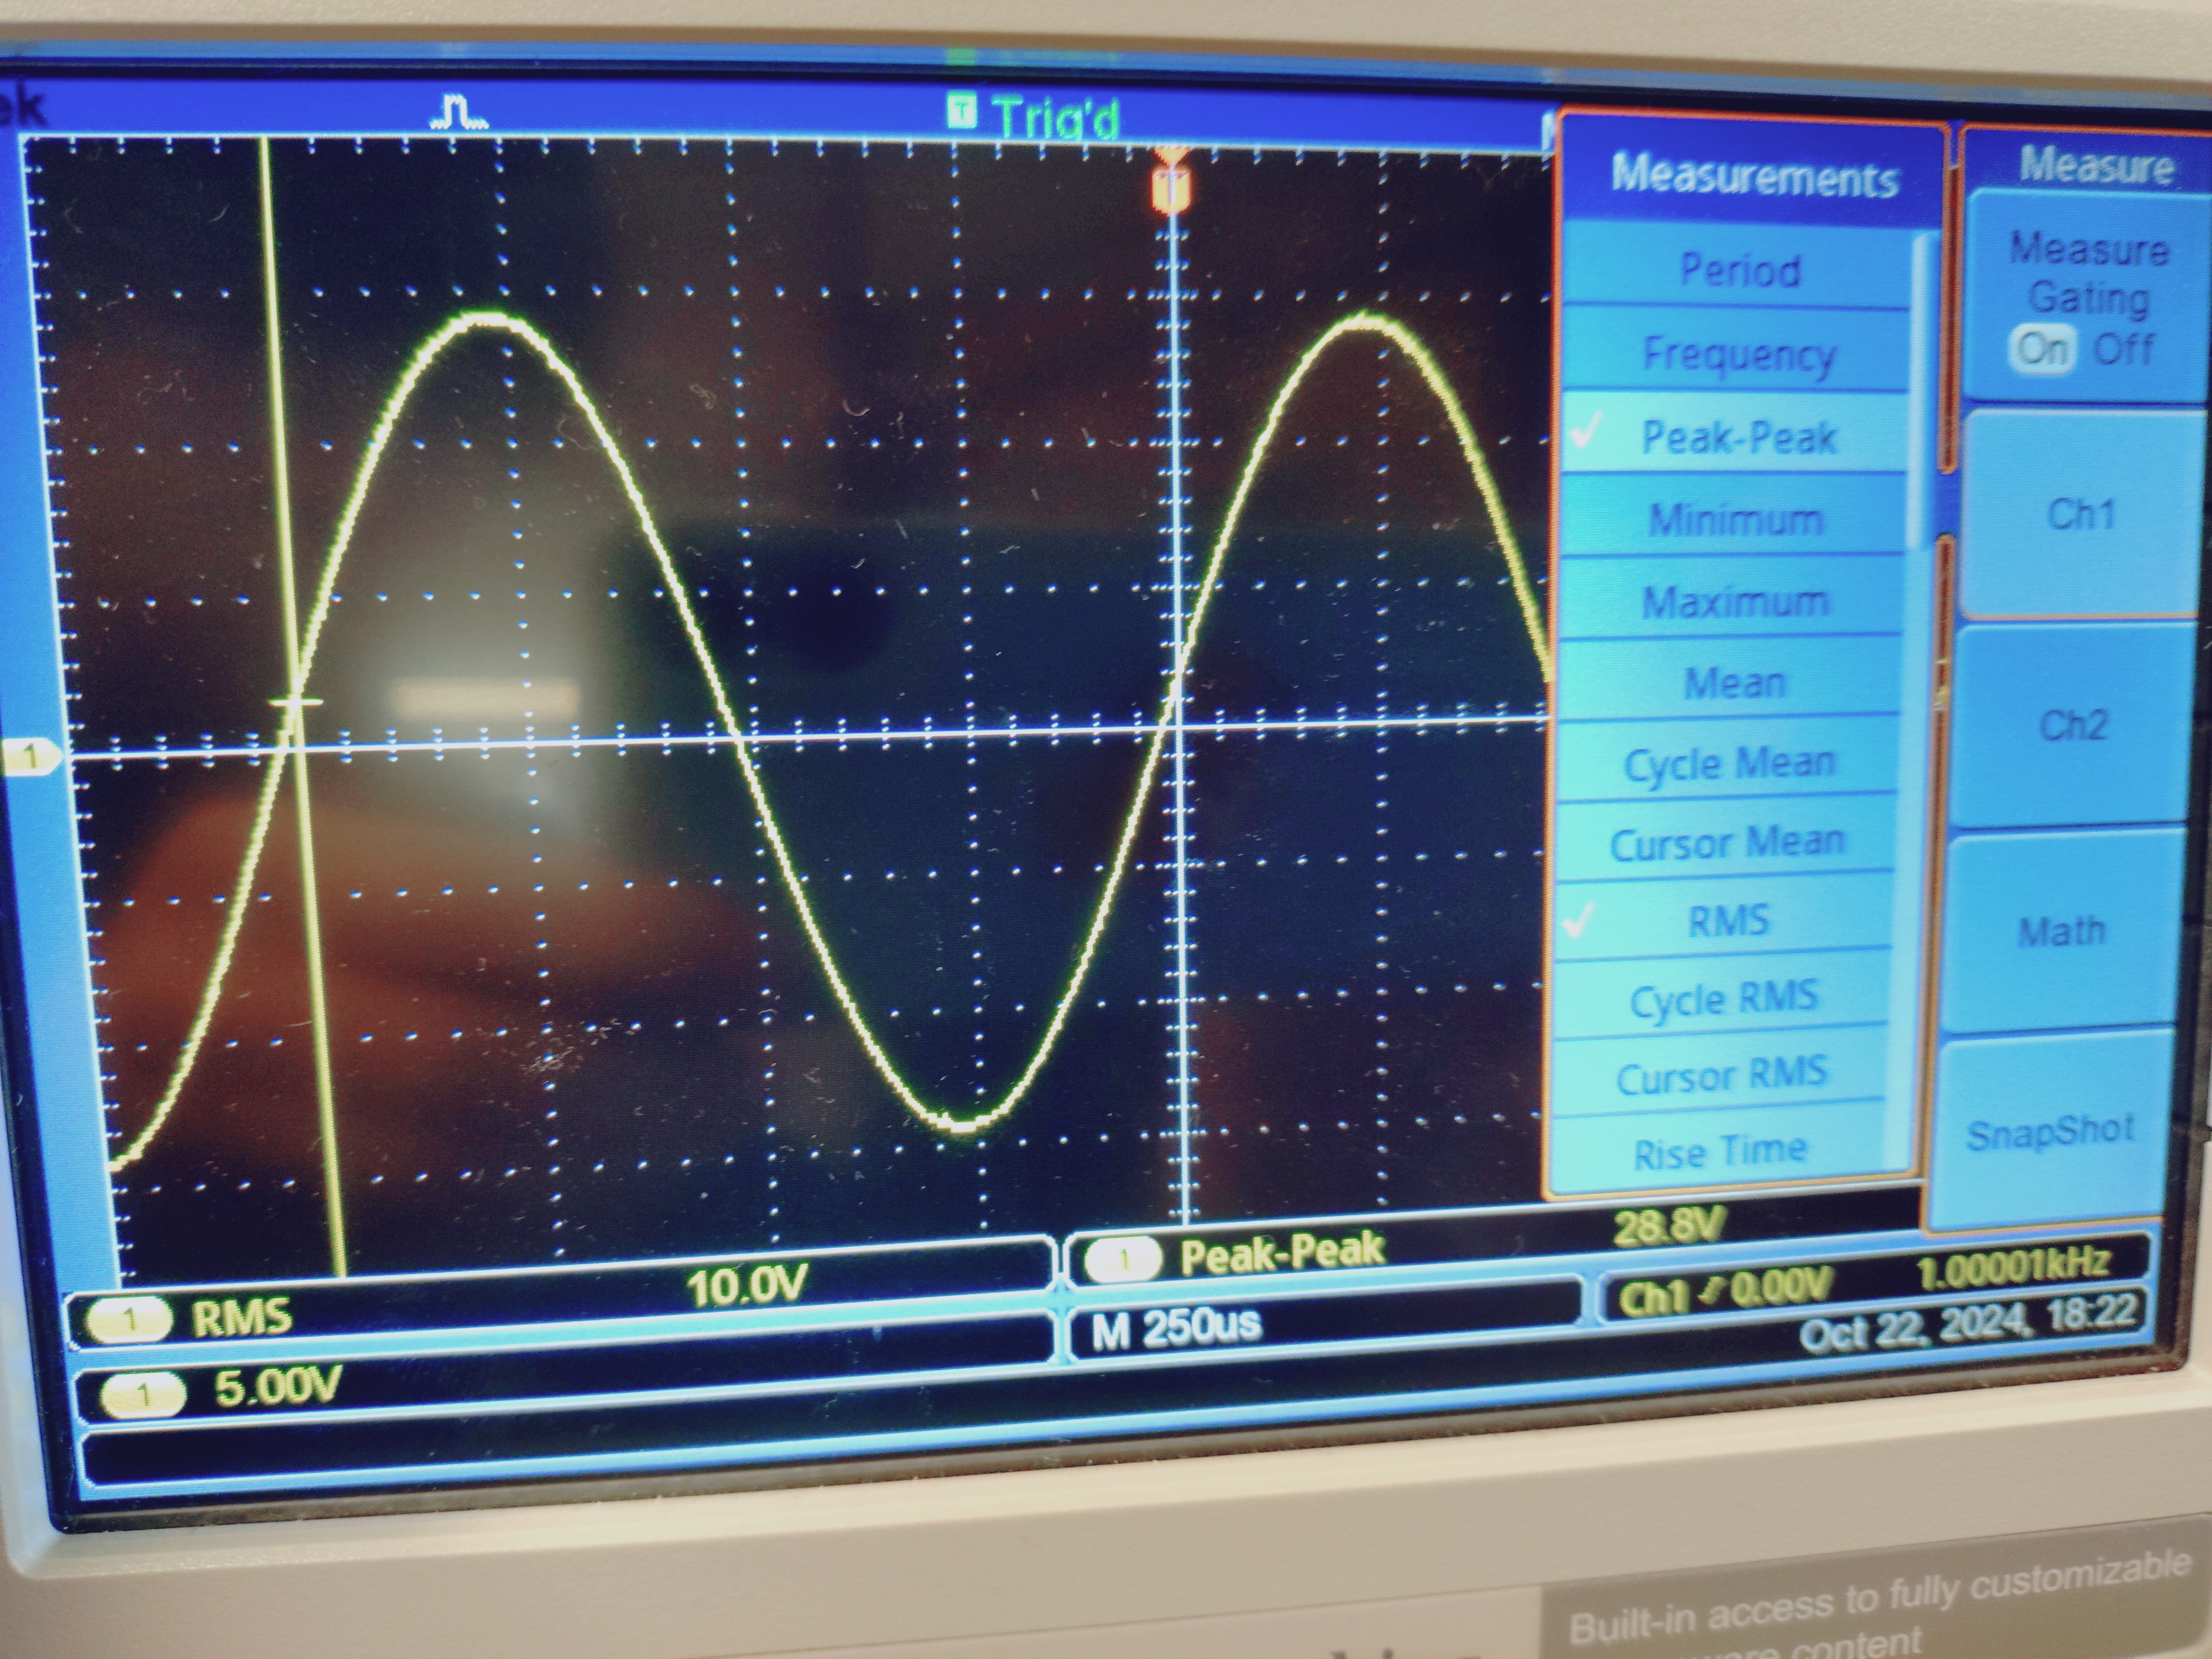 ek
T Trig'd
Measurements
Period
Frequency
Peak-Peak
Minimum
Maximum
Mean
Cycle Mean
Cursor Mean
RMS
Cycle RMS
Cursor RMS
Rise Time
Measure
Measure
Gating
On Off
Ch1
Ch2
Math
SnapShot
1
1 RMS 10.0V
1 Peak-Peak 28.8V
1 5.00V
M 250us
Ch1 0.00V 1.00001kHz
Oct 22, 2024, 18:22
Built-in access to fully customizable
content